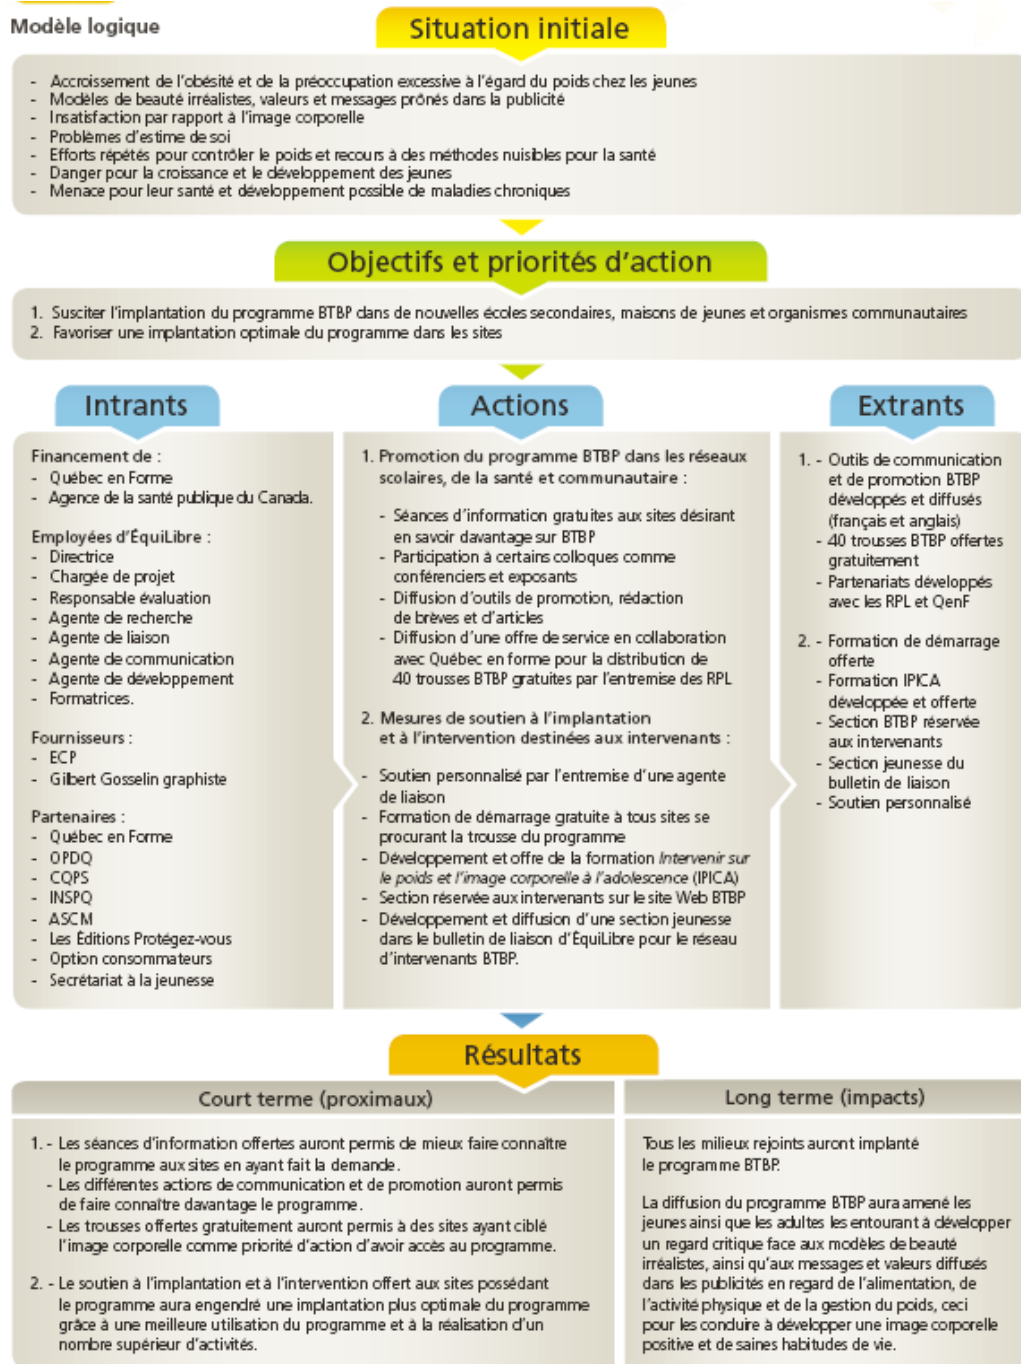 Modèle logique
Situation initiale
- Accroissement de l'obésité et de la préoccupation excessive à l'égard du poids chez les jeunes
- Modèles de beauté irréalistes, valeurs et messages prônés dans la publicité
- Insatisfaction par rapport à l'image corporelle
- Problèmes d'estime de soi
- Efforts répétés pour contrôler le poids et recours à des méthodes nuisibles pour la santé
- Danger pour la croissance et le développement des jeunes
- Menace pour leur santé et développement possible de maladies chroniques
Objectifs et priorités d'action
1. Susciter l'implantation du programme BTBP dans de nouvelles écoles secondaires, maisons de jeunes et organismes communautaires
2. Favoriser une implantation optimale du programme dans les sites
Intrants
Financement de :
- Québec en Forme
- Agence de la santé publique du Canada.
Employées d'ÉquiLibre :
- Directrice
- Chargée de projet
- Responsable évaluation
- Agente de recherche
- Agente de liaison
- Agente de communication
- Agente de développement
- Formatrices.
Fournisseurs :
- ECP
- Gilbert Gosselin graphiste
Partenaires :
- Québec en Forme
- OPDQ
- CQPS
- INSPQ
- ASCM
- Les Éditions Protégez-vous
- Option consommateurs
- Secrétariat à la jeunesse
Actions
1. Promotion du programme BTBP dans les réseaux
scolaires, de la santé et communautaire :
- Séances d'information gratuites aux sites désirant
en savoir davantage sur BTBP
- Participation à certains colloques comme
conférenciers et exposants
- Diffusion d'outils de promotion, rédaction
de brèves et d'articles
- Diffusion d'une offre de service en collaboration
avec Québec en forme pour la distribution de
40 trousses BTBP gratuites par l'entremise des RPL
2. Mesures de soutien à l'implantation
et à l'intervention destinées aux intervenants :
- Soutien personnalisé par l'entremise d'une agente
de liaison
- Formation de démarrage gratuite à tous sites se
procurant la trousse du programme
- Développement et offre de la formation Intervenir sur
le poids et l'image corporelle à l'adolescence (IPICA)
- Section réservée aux intervenants sur le site Web BTBP
- Développement et diffusion d'une section jeunesse
dans le bulletin de liaison d'ÉquiLibre pour le réseau
d'intervenants BTBP.
Extrants
1. - Outils de communication
et de promotion BTBP
développés et diffusés
(français et anglais)
- 40 trousses BTBP offertes
gratuitement
- Partenariats développés
avec les RPL et QenF
2. - Formation de démarrage
offerte
- Formation IPICA
développée et offerte
- Section BTBP réservée
aux intervenants
- Section jeunesse du
bulletin de liaison
- Soutien personnalisé
Résultats
Court terme (proximaux)
1. - Les séances d'information offertes auront permis de mieux faire connaître
le programme aux sites en ayant fait la demande.
- Les différentes actions de communication et de promotion auront permis
de faire connaître davantage le programme.
- Les trousses offertes gratuitement auront permis à des sites ayant ciblé
l'image corporelle comme priorité d'action d'avoir accès au programme.
2. - Le soutien à l'implantation et à l'intervention offert aux sites possédant
le programme aura engendré une implantation plus optimale du programme
grâce à une meilleure utilisation du programme et à la réalisation d'un
nombre supérieur d'activités.
Long terme (impacts)
Tous les milieux rejoints auront implanté
le programme BTBP.
La diffusion du programme BTBP aura amené les
jeunes ainsi que les adultes les entourant à développer
un regard critique face aux modèles de beauté
irréalistes, ainsi qu'aux messages et valeurs diffusés
dans les publicités en regard de l'alimentation, de
l'activité physique et de la gestion du poids, ceci
pour les conduire à développer une image corporelle
positive et de saines habitudes de vie.